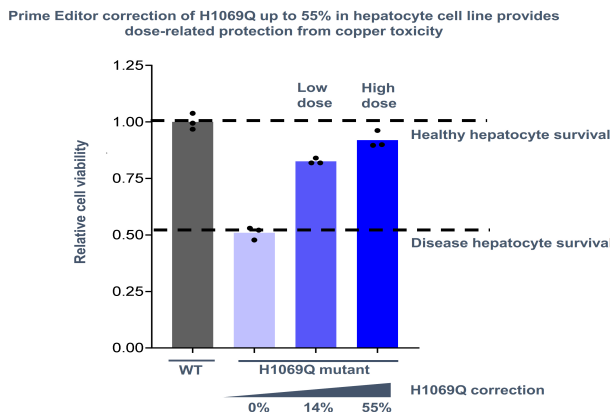 Prime Editor correction of H1069Q up to 55% in hepatocyte cell line provides
dose-related protection from copper toxicity
1.25
Low
dose
High
dose
1.00
Healthy hepatocyte survival
0.75
Relative cell viability
0.50
Disease hepatocyte survival
0.25
0.00
WT
H1069Q mutant
H1069Q correction
0%
14%
55%